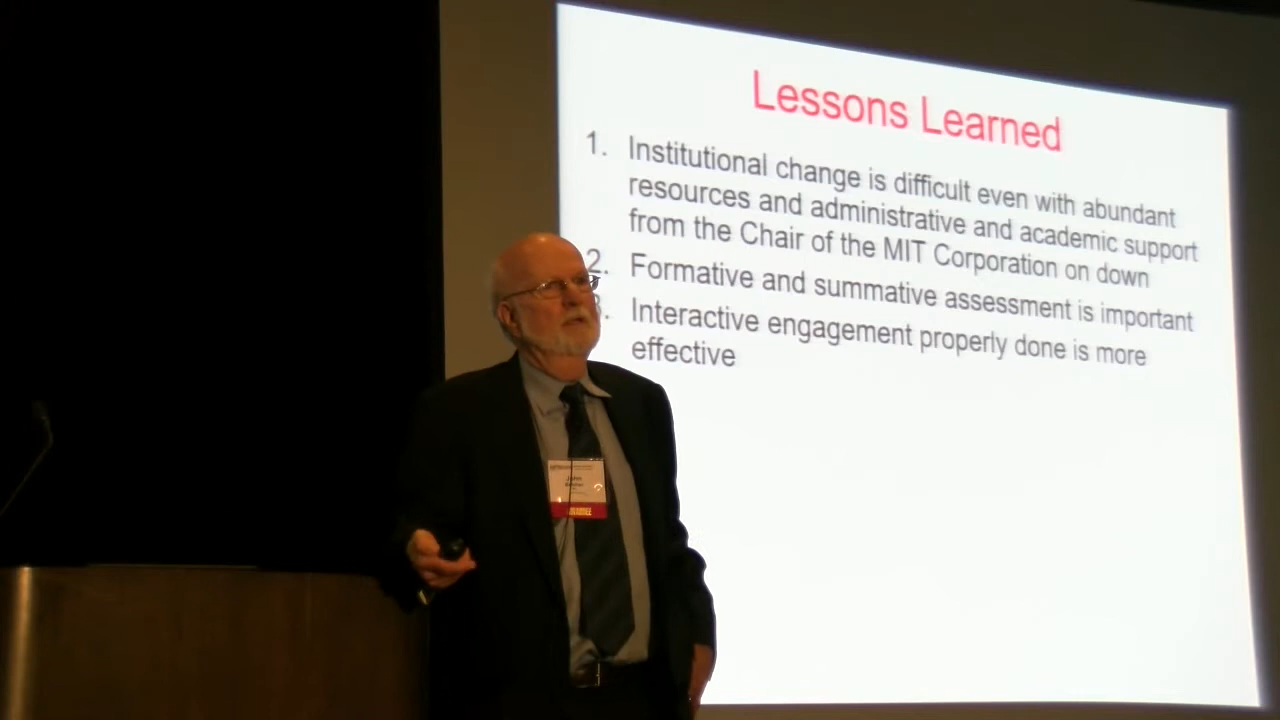 Lessons Learned
1. Institutional change is difficult even with abundant
resources and administrative and academic support
from the Chair of the MIT Corporation on down
2. Formative and summative assessment is important
3. Interactive engagement properly done is more
effective
John